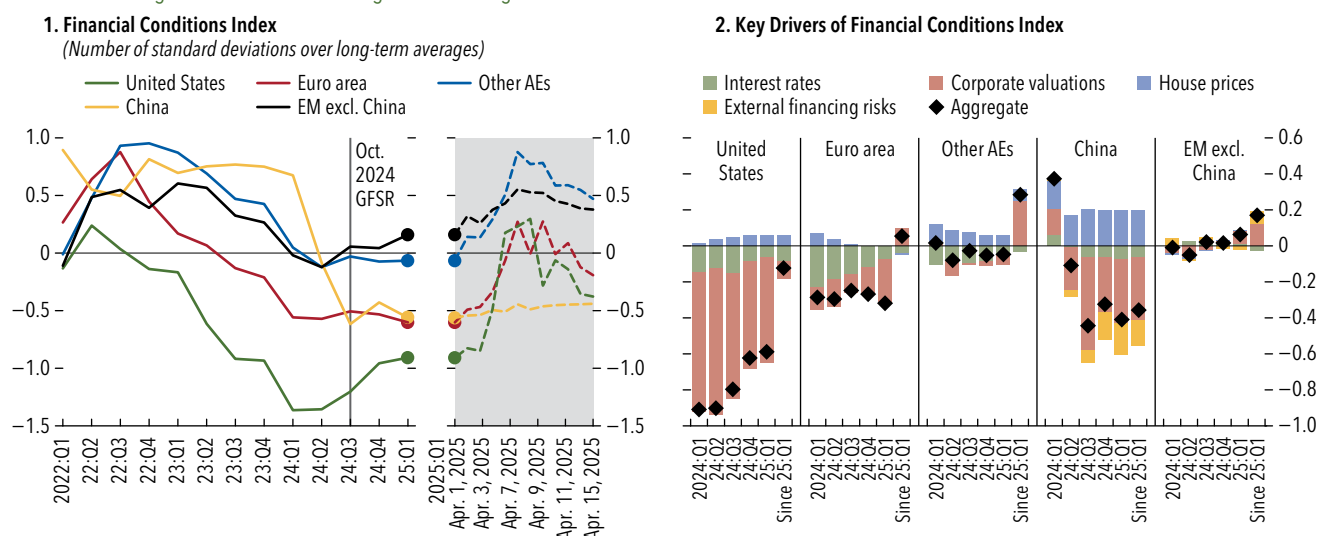 1. Financial Conditions Index
(Number of standard deviations over long-term averages)
United States
Euro area
Other AEs
China
EM excl. China
1.0
0.5
0
−0.5
−1.0
−1.5
Oct.
2024
GFSR
1.0
0.5
0
−0.5
−1.0
−1.5
2022:Q1
22:Q2
22:Q3
22:Q4
23:Q1
23:Q2
23:Q3
23:Q4
24:Q1
24:Q2
24:Q3
24:Q4
25:Q1
2025:Q1
Apr. 1, 2025
Apr. 3, 2025
Apr. 7, 2025
Apr. 9, 2025
Apr. 11, 2025
Apr. 15, 2025
2. Key Drivers of Financial Conditions Index
Interest rates
Corporate valuations
House prices
External financing risks
Aggregate
United
States
Euro area
Other AEs
China
EM excl.
China
0.6
0.4
0.2
0
−0.2
−0.4
−0.6
−0.8
−1.0
2024:Q1
24:Q2
24:Q3
24:Q4
25:Q1
Since 25:Q1
2024:Q1
24:Q2
24:Q3
24:Q4
25:Q1
Since 25:Q1
2024:Q1
24:Q2
24:Q3
24:Q4
25:Q1
Since 25:Q1
2024:Q1
24:Q2
24:Q3
24:Q4
25:Q1
Since 25:Q1
2024:Q1
24:Q2
24:Q3
24:Q4
25:Q1
Since 25:Q1